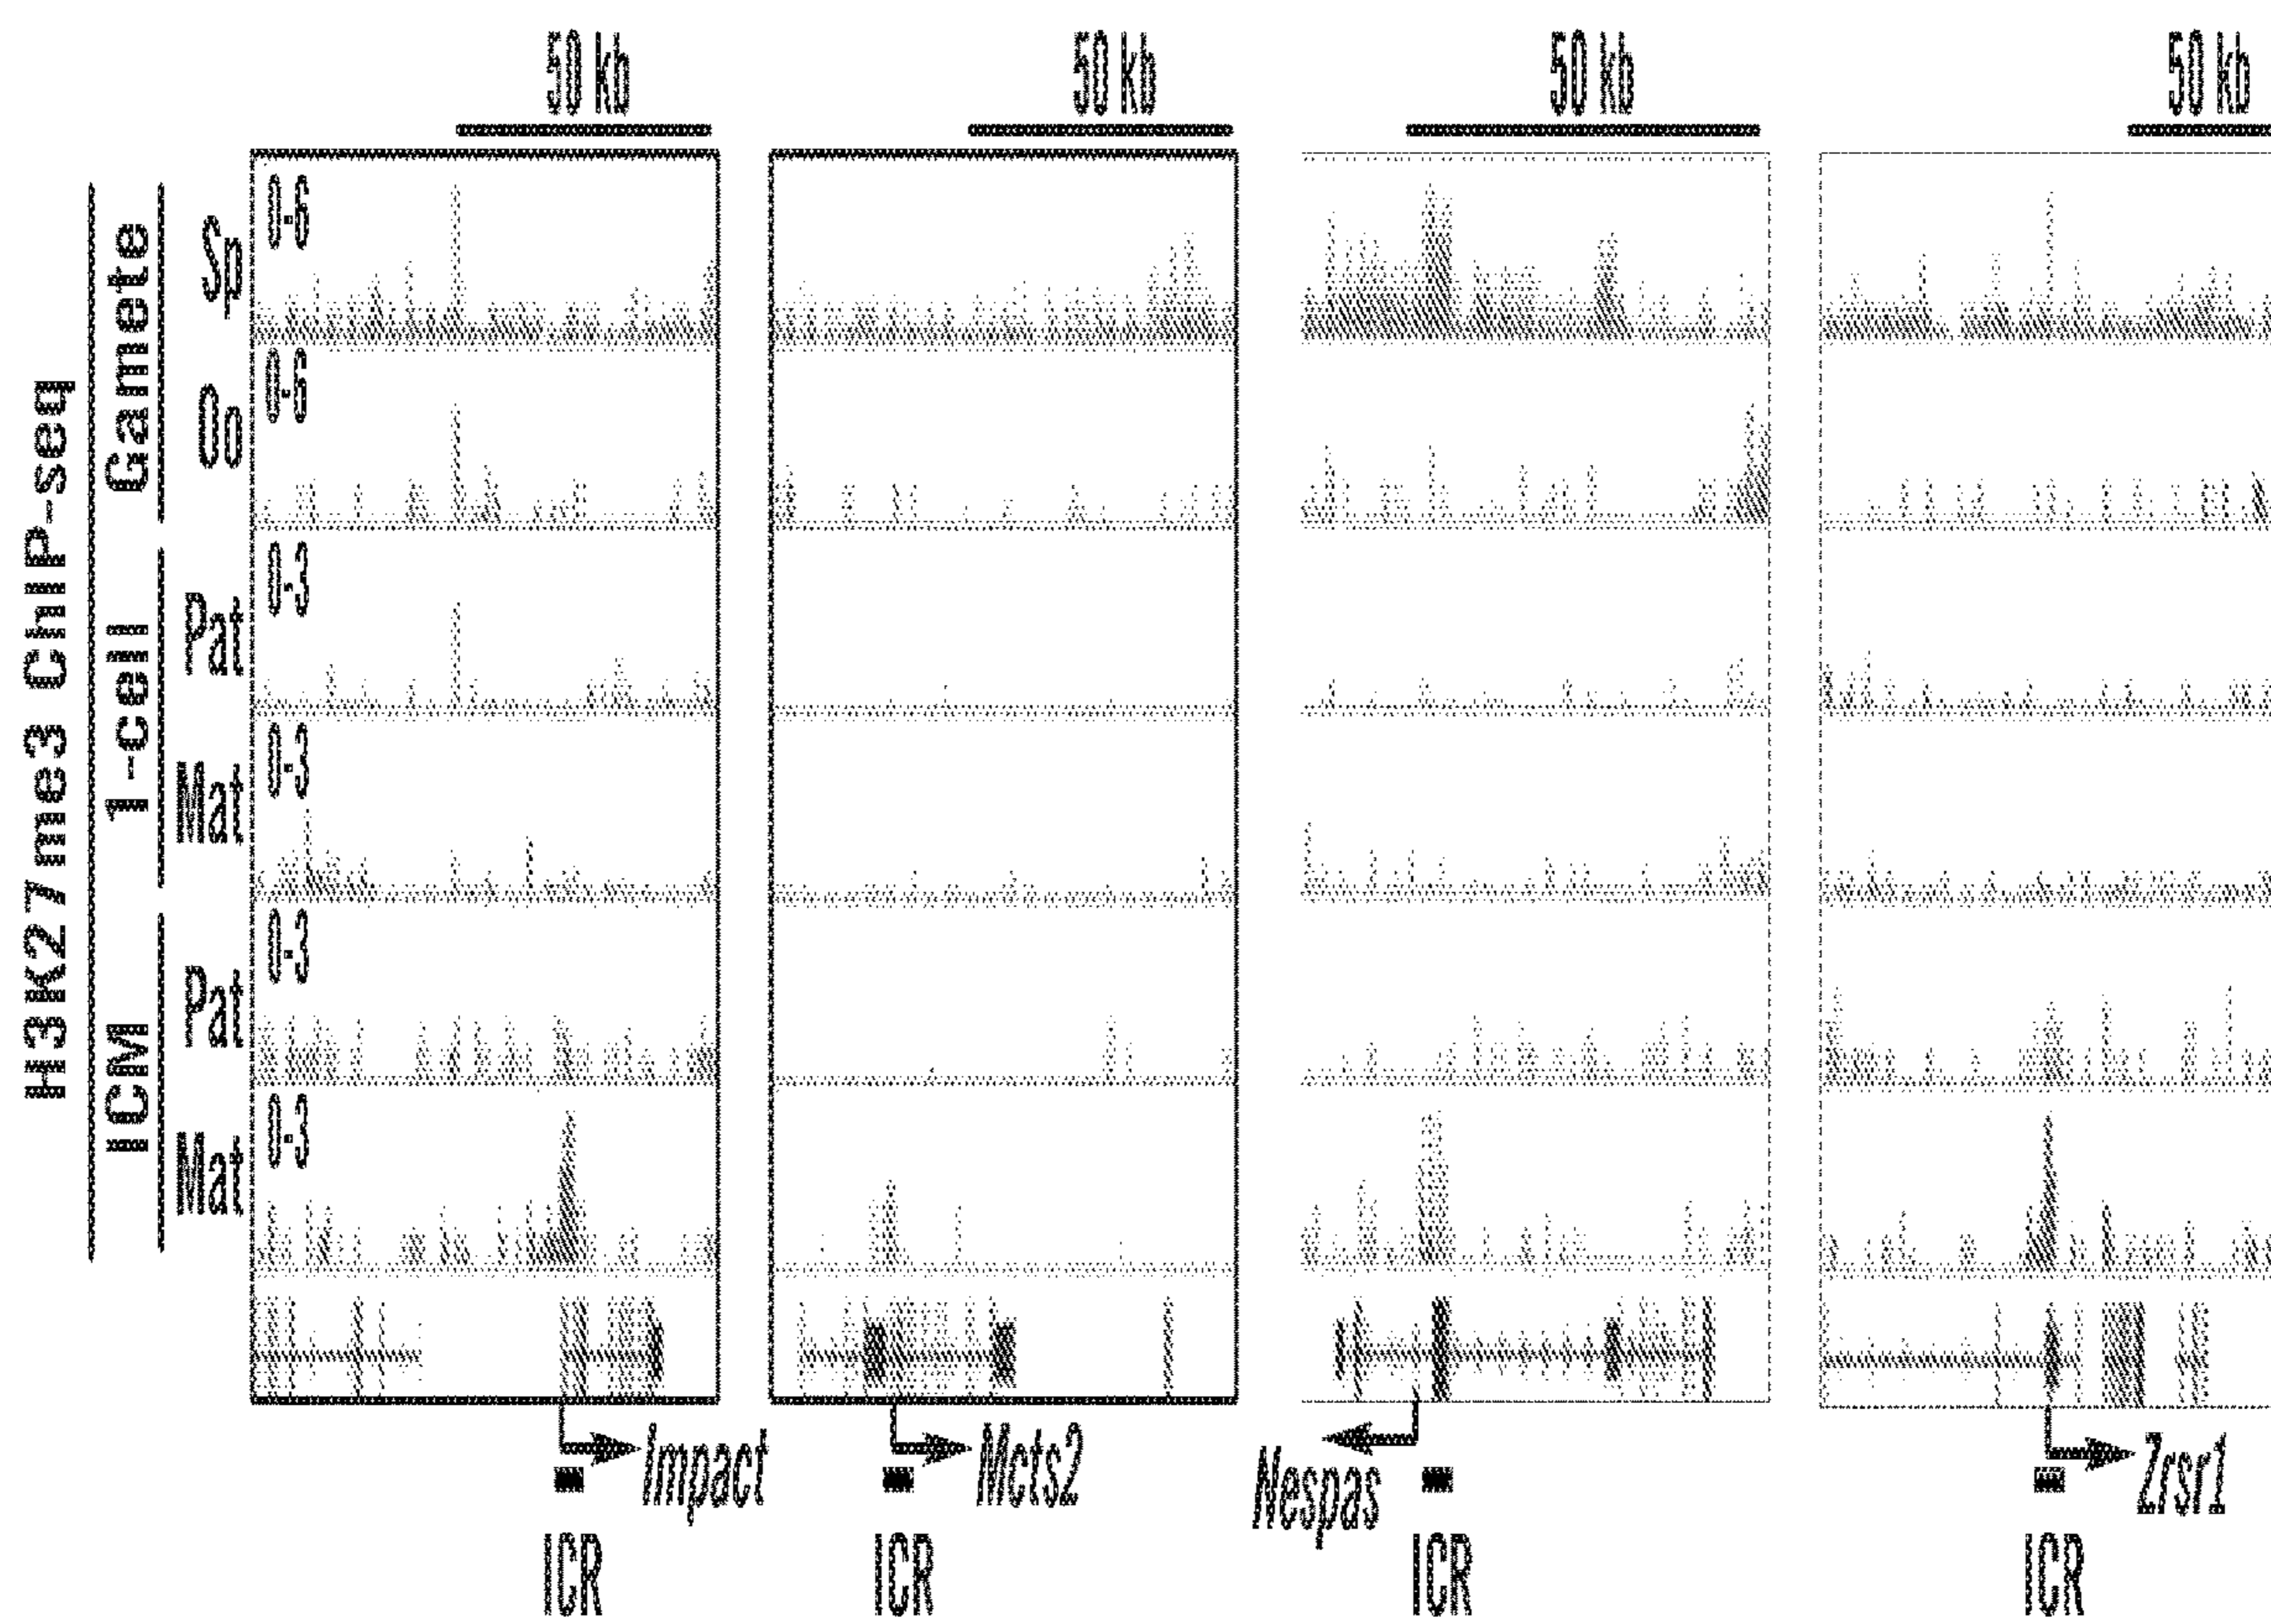 50 kb 50 kb 50 kb 50 kb
H3K27me3 ChIP-seq
Gamete
1-cell
ICM
Sp
0-6
Oo
0-6
Pat
0-3
Mat
0-3
Pat
0-3
Mat
0-3
Impact Mcts2 Nespas Zrsr1
ICR ICR ICR ICR